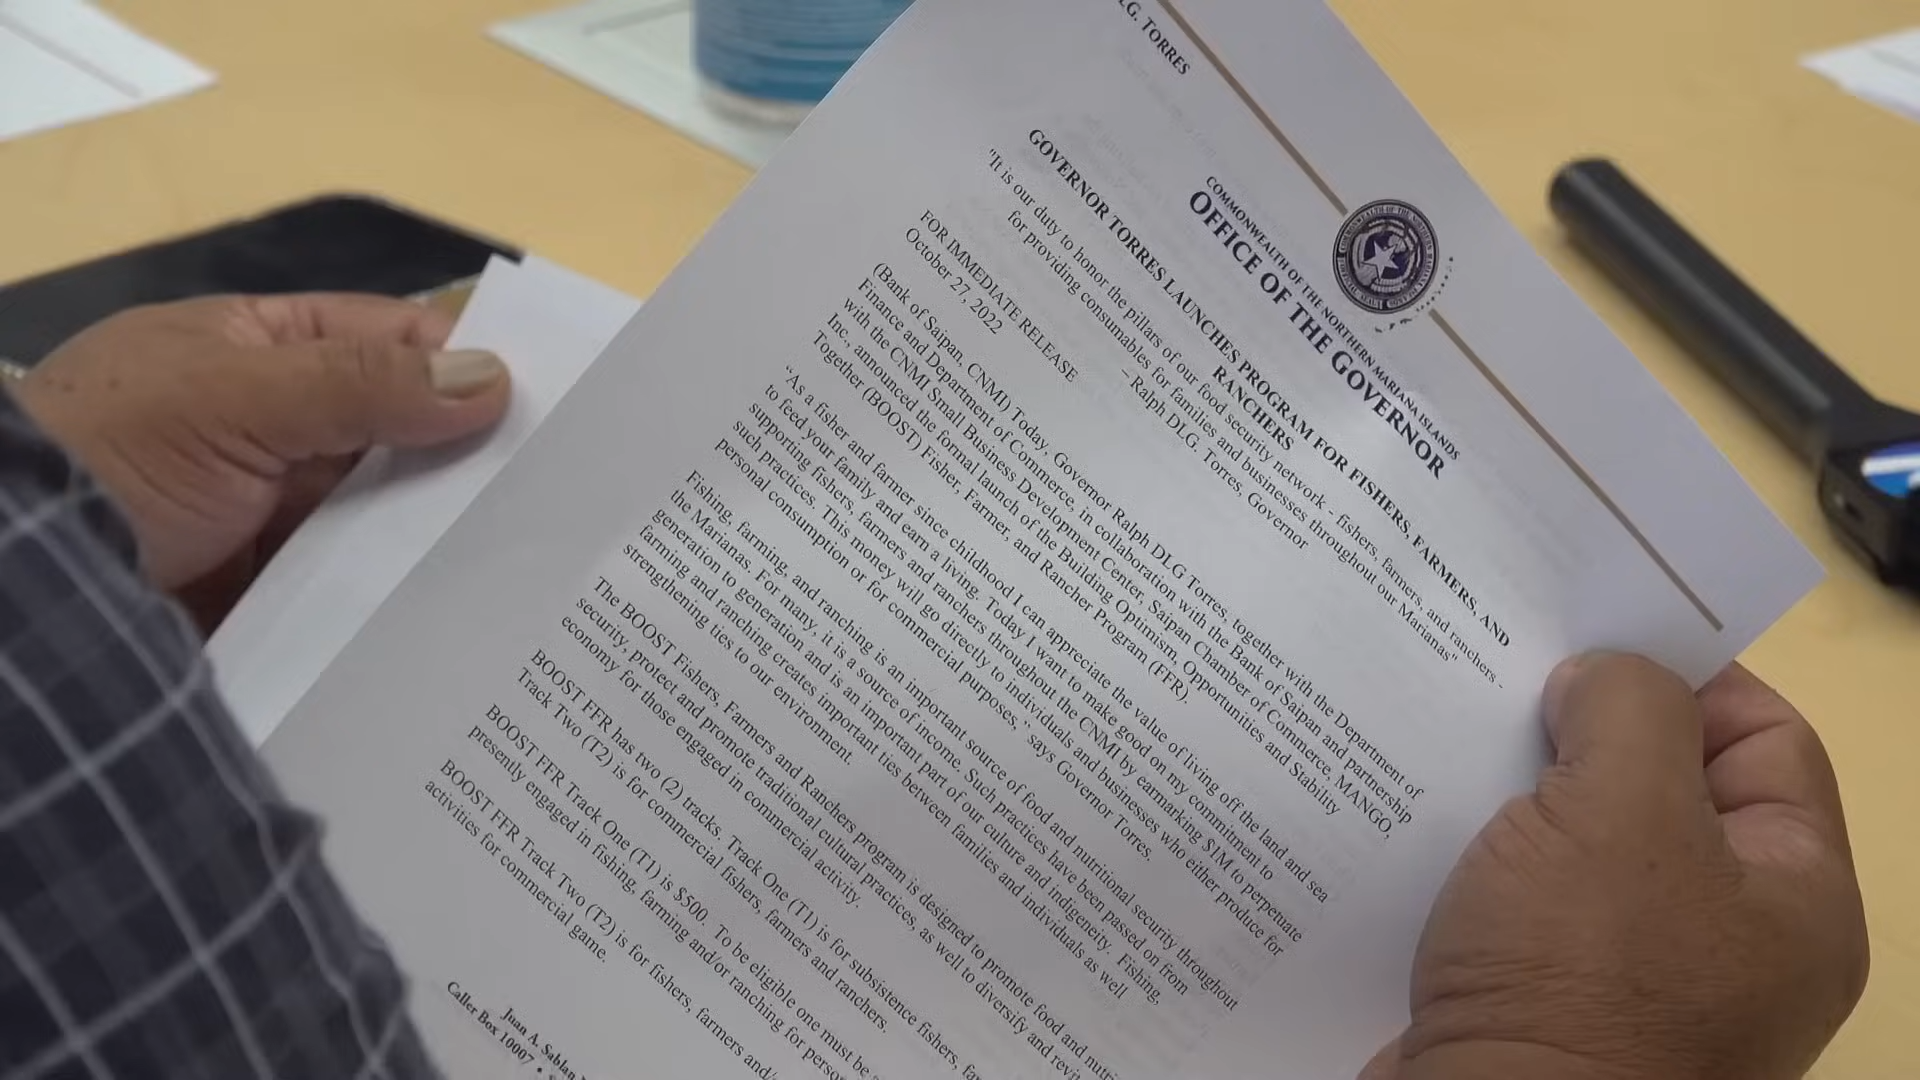 LG. TORRES
COMMONWEALTH OF THE NORTHERN MARIANA ISLANDS
OFFICE OF THE GOVERNOR
GOVERNOR TORRES LAUNCHES PROGRAM FOR FISHERS, FARMERS, AND
RANCHERS
"It is our duty to honor the pillars of our food security network - fishers, farmers, and ranchers -
for providing consumables for families and businesses throughout our Marianas"
– Ralph DLG. Torres, Governor
FOR IMMEDIATE RELEASE
October 27, 2022
(Bank of Saipan, CNMI) Today, Governor Ralph DLG Torres, together with the Department of
Finance and Department of Commerce, in collaboration with the Bank of Saipan and partnership
with the CNMI Small Business Development Center, Saipan Chamber of Commerce, MANGO,
Inc., announced the formal launch of the Building Optimism, Opportunities and Stability
Together (BOOST) Fisher, Farmer, and Rancher Program (FFR).
“As a fisher and farmer since childhood I can appreciate the value of living off the land and sea
to feed your family and earn a living. Today I want to make good on my commitment to
supporting fishers, farmers and ranchers throughout the CNMI by earmarking $1M to perpetuate
such practices. This money will go directly to individuals and businesses who either produce for
personal consumption or for commercial purposes,” says Governor Torres.
Fishing, farming, and ranching is an important source of food and nutritional security throughout
the Marianas. For many, it is a source of income. Such practices have been passed on from
generation to generation and is an important part of our culture and indigeneity. Fishing,
farming and ranching creates important ties between families and individuals as well
strengthening ties to our environment.
The BOOST Fishers, Farmers and Ranchers program is designed to promote food and nutri
security, protect and promote traditional cultural practices, as well to diversify and revit
economy for those engaged in commercial activity.
BOOST FFR has two (2) tracks. Track One (T1) is for subsistence fishers, fa
Track Two (T2) is for commercial fishers, farmers and ranchers.
BOOST FFR Track One (T1) is $500. To be eligible one must be
presently engaged in fishing, farming and/or ranching for person
BOOST FFR Track Two (T2) is for fishers, farmers and/
activities for commercial game.
Juan A. Sablan
Caller Box 10007 •